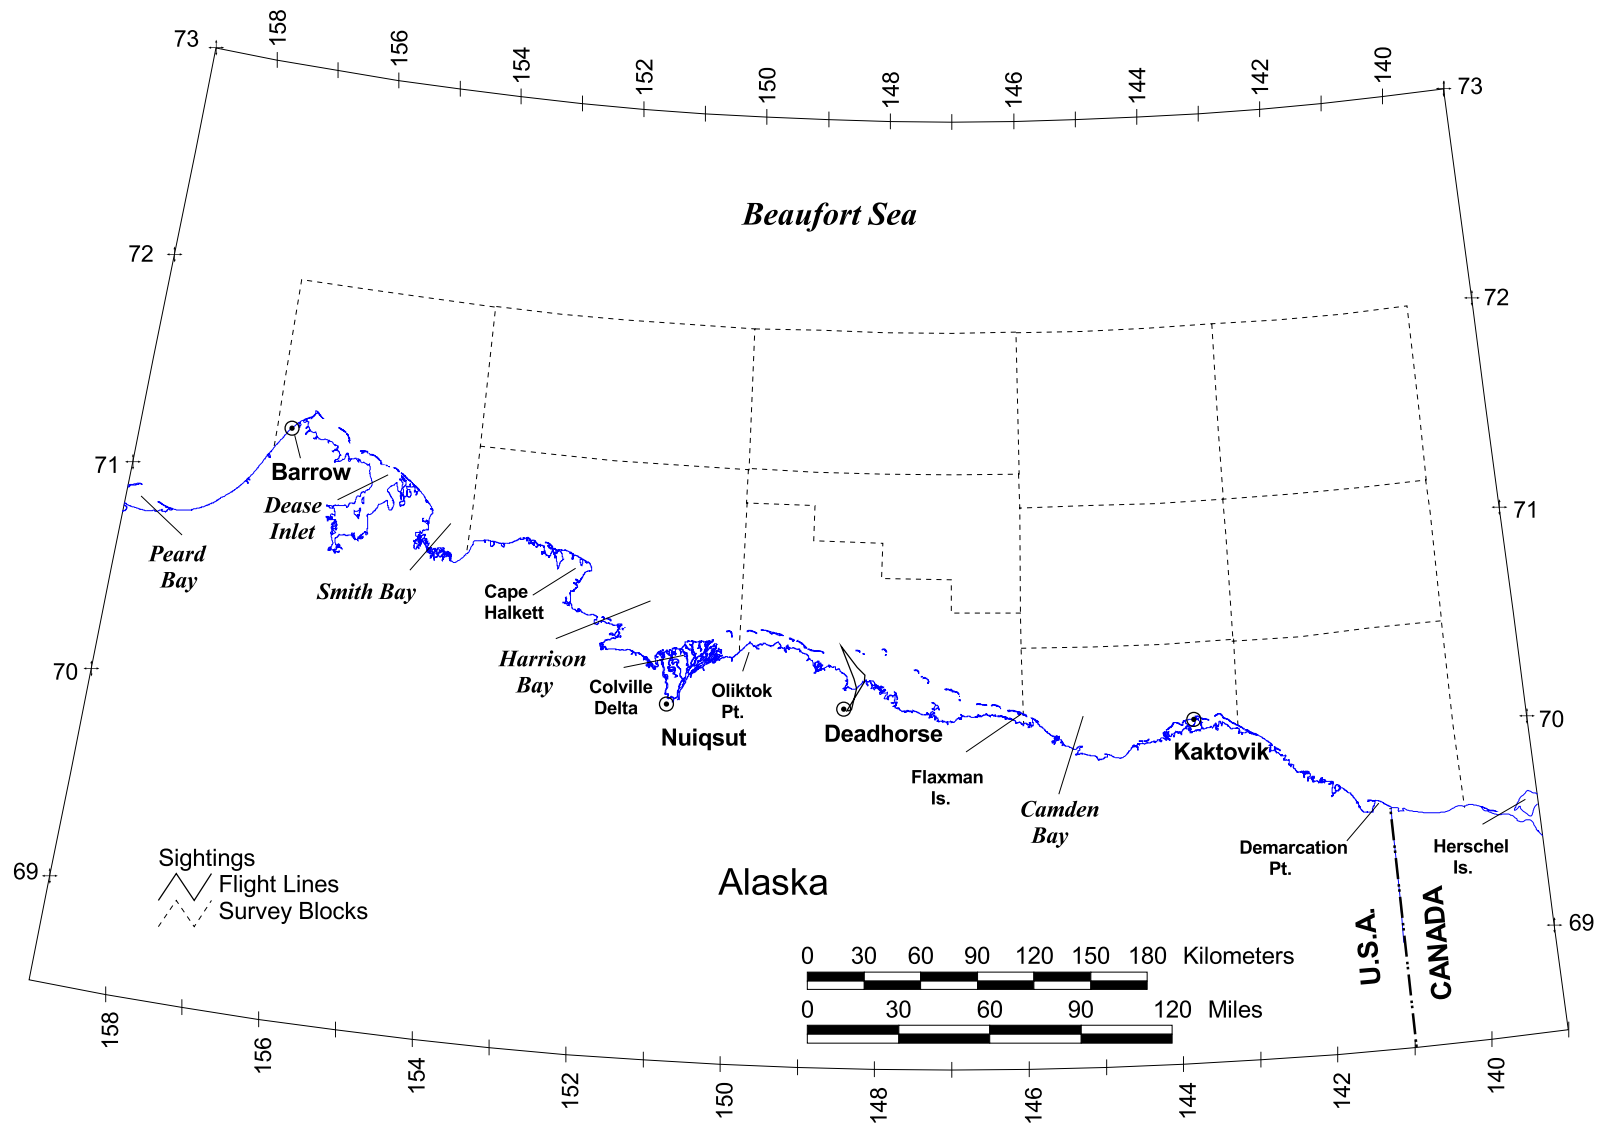 158
156
154
152
150
148
146
144
142
140
73
73
Beaufort Sea
72
72
71
71
Barrow
Dease
Inlet
Peard
Bay
Smith Bay
Cape
Halkett
Harrison
Bay
70
70
Colville
Delta
Oliktok
Pt.
Nuiqsut
Deadhorse
Flaxman
Is.
Kaktovik
Camden
Bay
Demarcation
Pt.
Herschel
Is.
69
69
Sightings
Flight Lines
Survey Blocks
Alaska
U.S.A.
CANADA
0 30 60 90 120 150 180 Kilometers
0 30 60 90 120 Miles
158
156
154
152
150
148
146
144
142
140